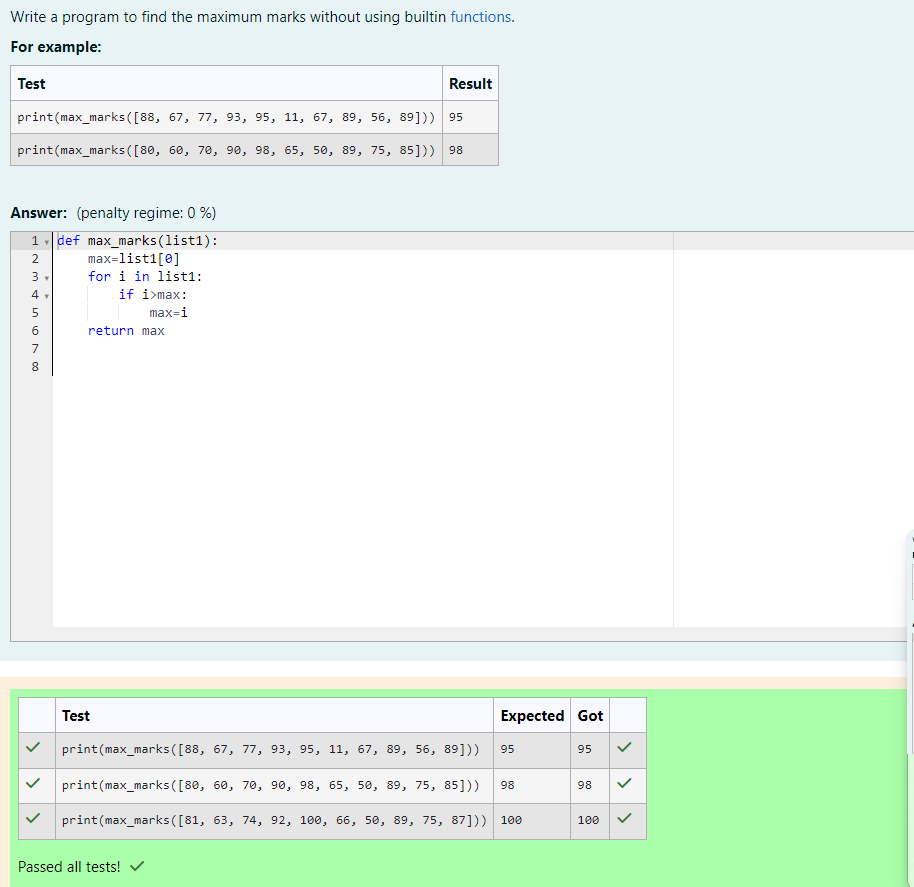 Write a program to find the maximum marks without using builtin functions.
For example:
Test Result
print(max_marks([88, 67, 77, 93, 95, 11, 67, 89, 56, 89])) 95
print(max_marks([80, 60, 70, 90, 98, 65, 50, 89, 75, 85])) 98
Answer: (penalty regime: 0 %)
1 def max_marks(list1):
2     max=list1[0]
3     for i in list1:
4         if i>max:
5             max=i
6     return max
7
8
Test Expected Got
print(max_marks([88, 67, 77, 93, 95, 11, 67, 89, 56, 89])) 95 95
print(max_marks([80, 60, 70, 90, 98, 65, 50, 89, 75, 85])) 98 98
print(max_marks([81, 63, 74, 92, 100, 66, 50, 89, 75, 87])) 100 100
Passed all tests!